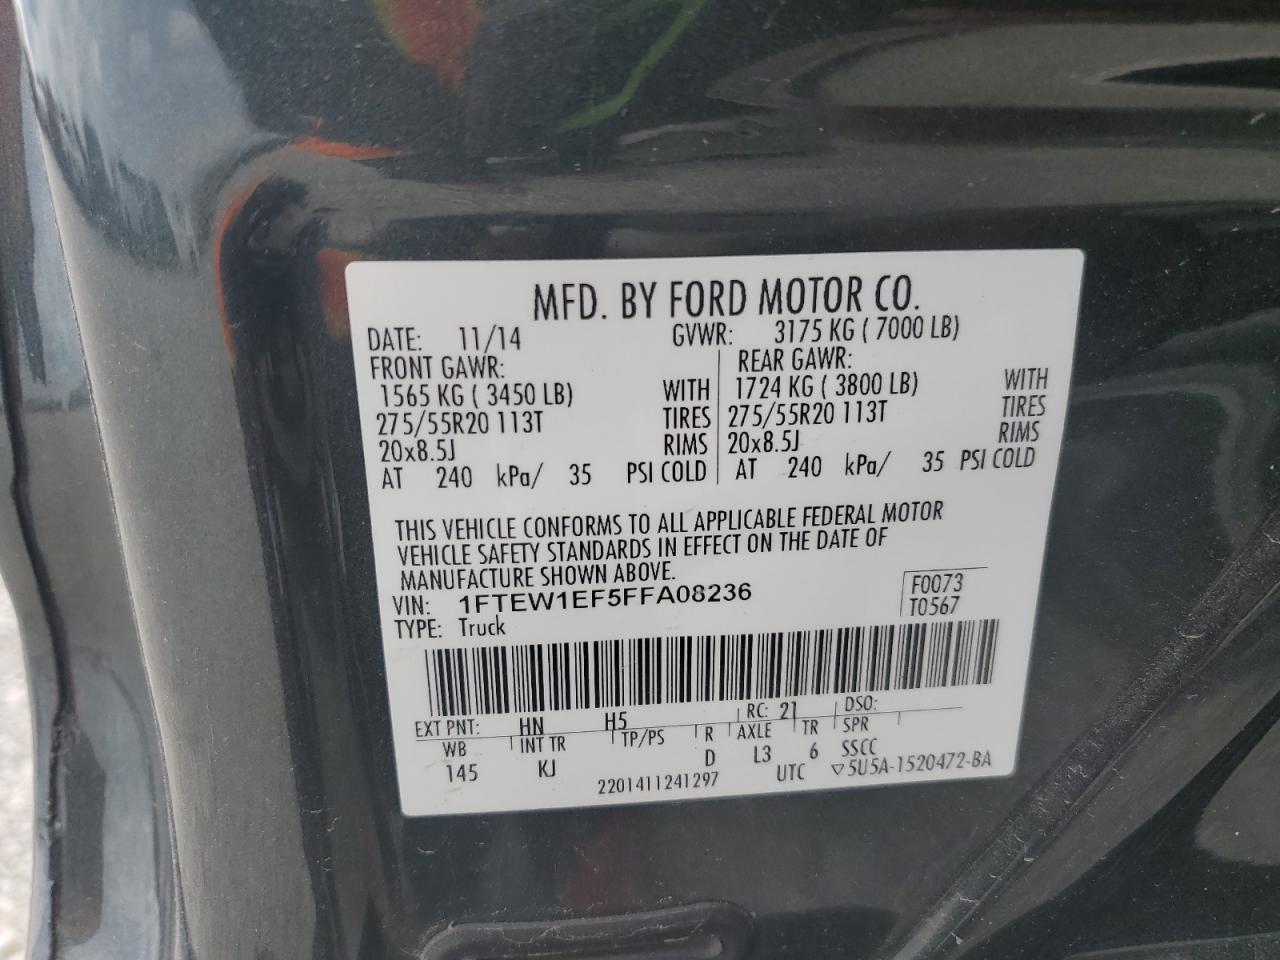 MFD. BY FORD MOTOR CO.
DATE: 11/14 GVWR: 3175 KG ( 7000 LB)
FRONT GAWR: REAR GAWR:
1565 KG ( 3450 LB) WITH 1724 KG ( 3800 LB) WITH
275/55R20 113T TIRES 275/55R20 113T TIRES
20x8.5J RIMS 20x8.5J RIMS
AT 240 kPa/ 35 PSI COLD AT 240 kPa/ 35 PSI COLD
THIS VEHICLE CONFORMS TO ALL APPLICABLE FEDERAL MOTOR
VEHICLE SAFETY STANDARDS IN EFFECT ON THE DATE OF
MANUFACTURE SHOWN ABOVE.
VIN: 1FTEW1EF5FFA08236 F0073
TYPE: Truck T0567
EXT PNT: HN H5 RC: 21 DSO:
WB INT TR TP/PS R AXLE TR SPR
145 KJ D L3 6 SSCC
2201411241297 UTC ▽5U5A-1520472-BA